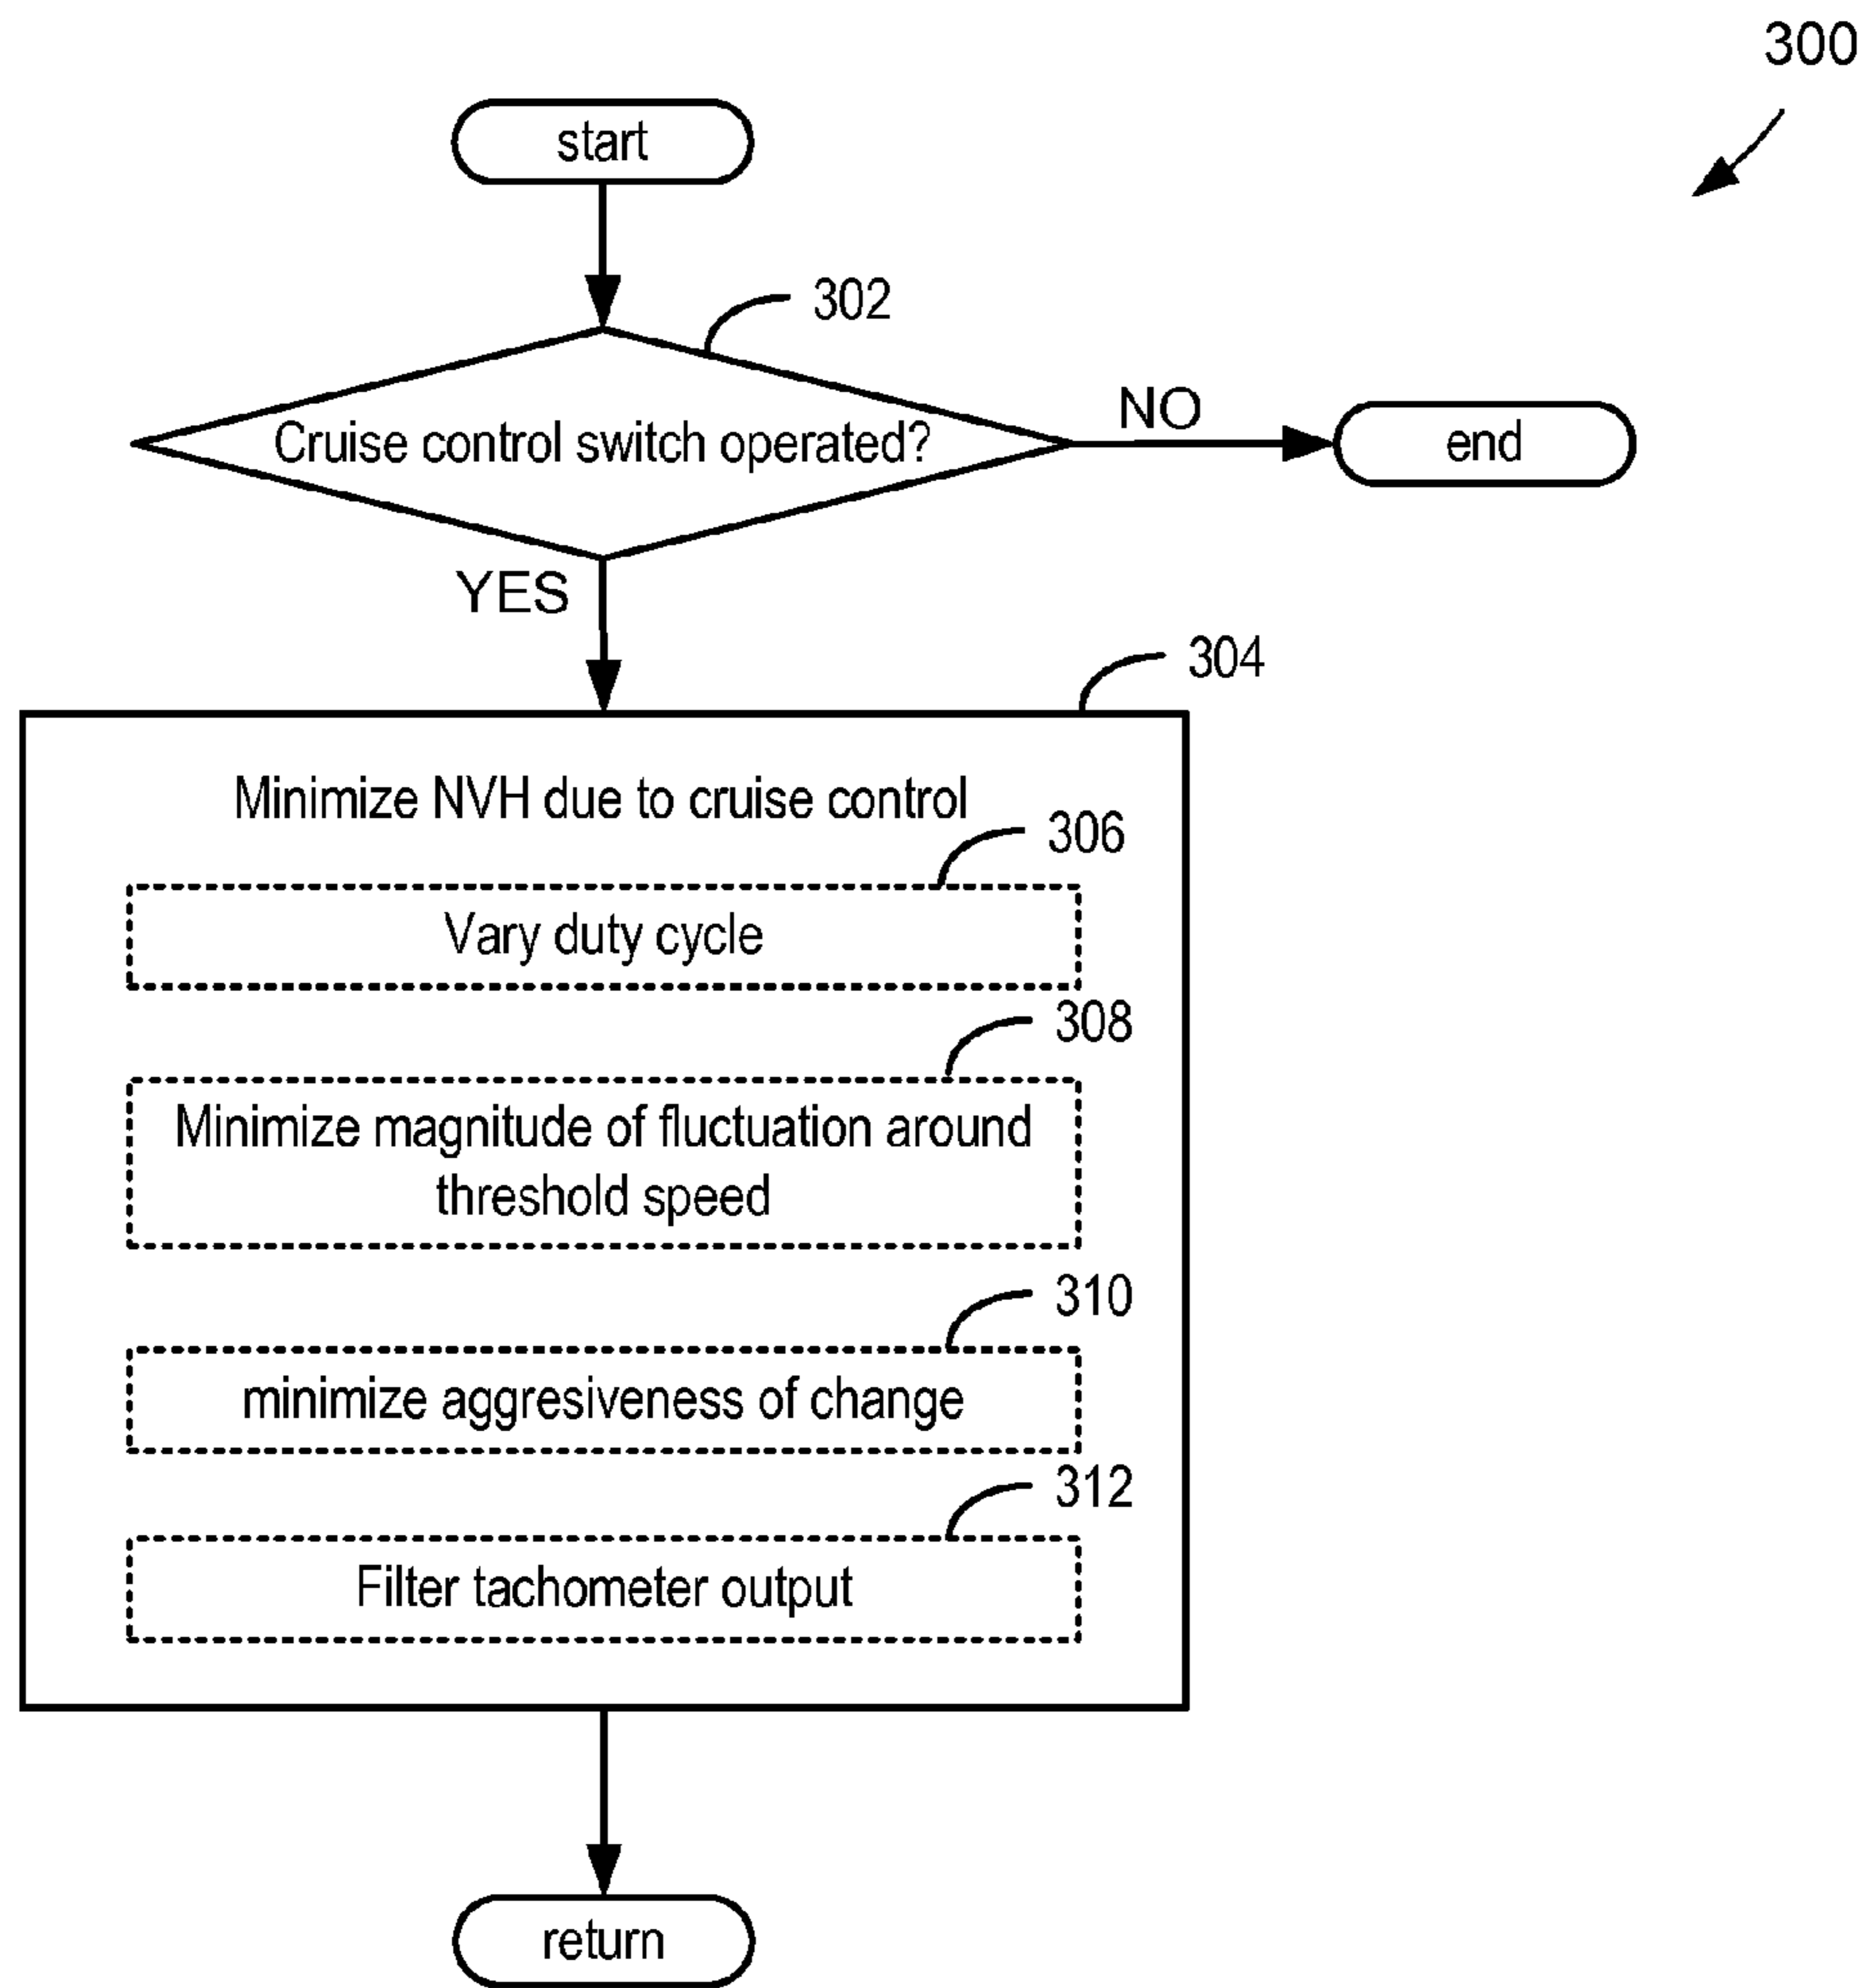 300
start
302
Cruise control switch operated?
NO
end
YES
304
Minimize NVH due to cruise control
306
Vary duty cycle
308
Minimize magnitude of fluctuation around
threshold speed
310
minimize aggresiveness of change
312
Filter tachometer output
return